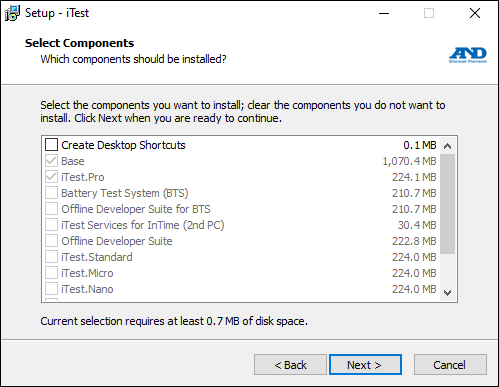 Setup - iTest
Select Components
Which components should be installed?
AND
Discover Precision
Select the components you want to install; clear the components you do not want to
install. Click Next when you are ready to continue.
Create Desktop Shortcuts 0.1 MB
Base 1,070.4 MB
iTest.Pro 224.1 MB
Battery Test System (BTS) 210.7 MB
Offline Developer Suite for BTS 210.7 MB
iTest Services for InTime (2nd PC) 30.4 MB
Offline Developer Suite 222.8 MB
iTest.Standard 224.0 MB
iTest.Micro 224.0 MB
iTest.Nano 224.0 MB
Current selection requires at least 0.7 MB of disk space.
< Back Next > Cancel